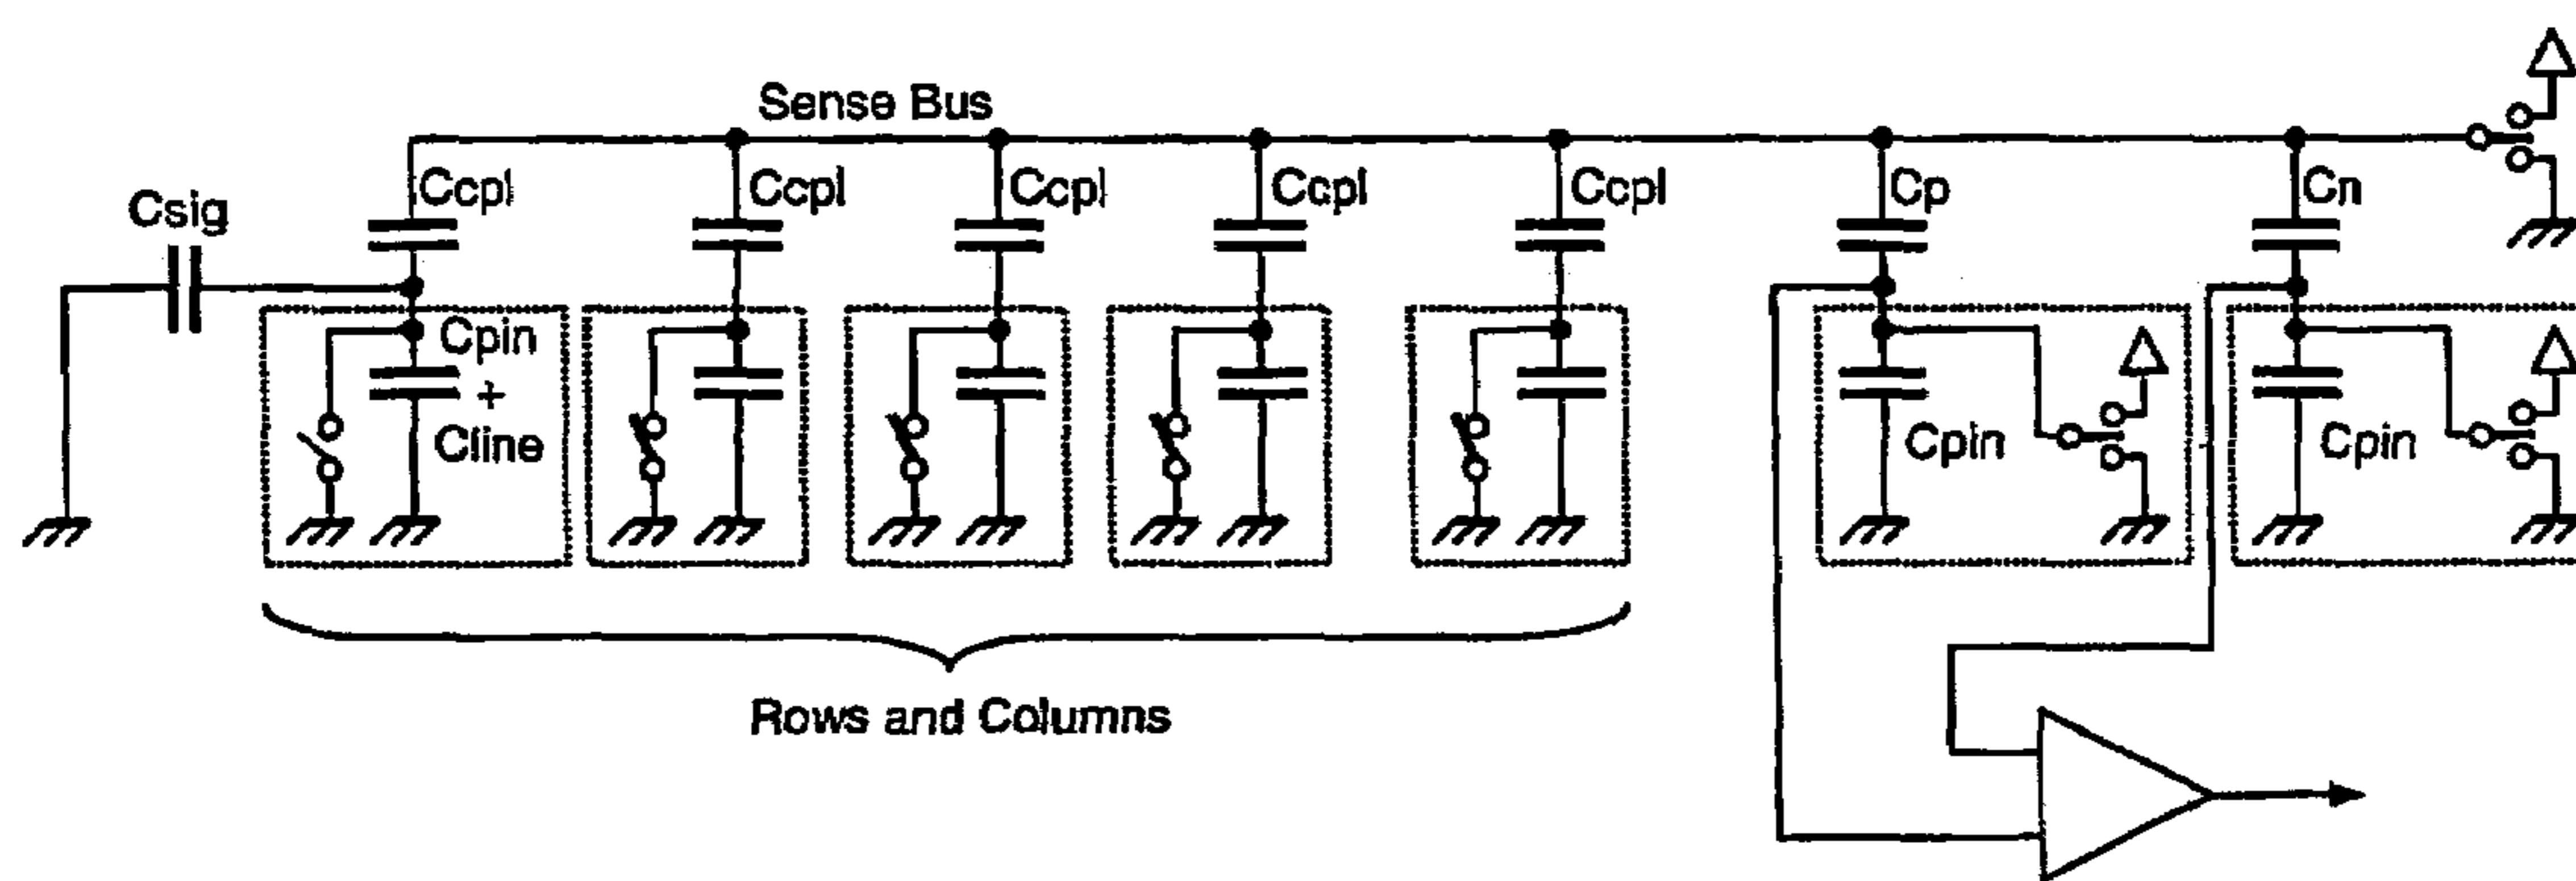 Sense Bus
Csig
Ccpl
Ccpl
Ccpl
Ccpl
Ccpl
Cp
Cn
Cpin
+
Cline
Cpin
Cpin
Rows and Columns